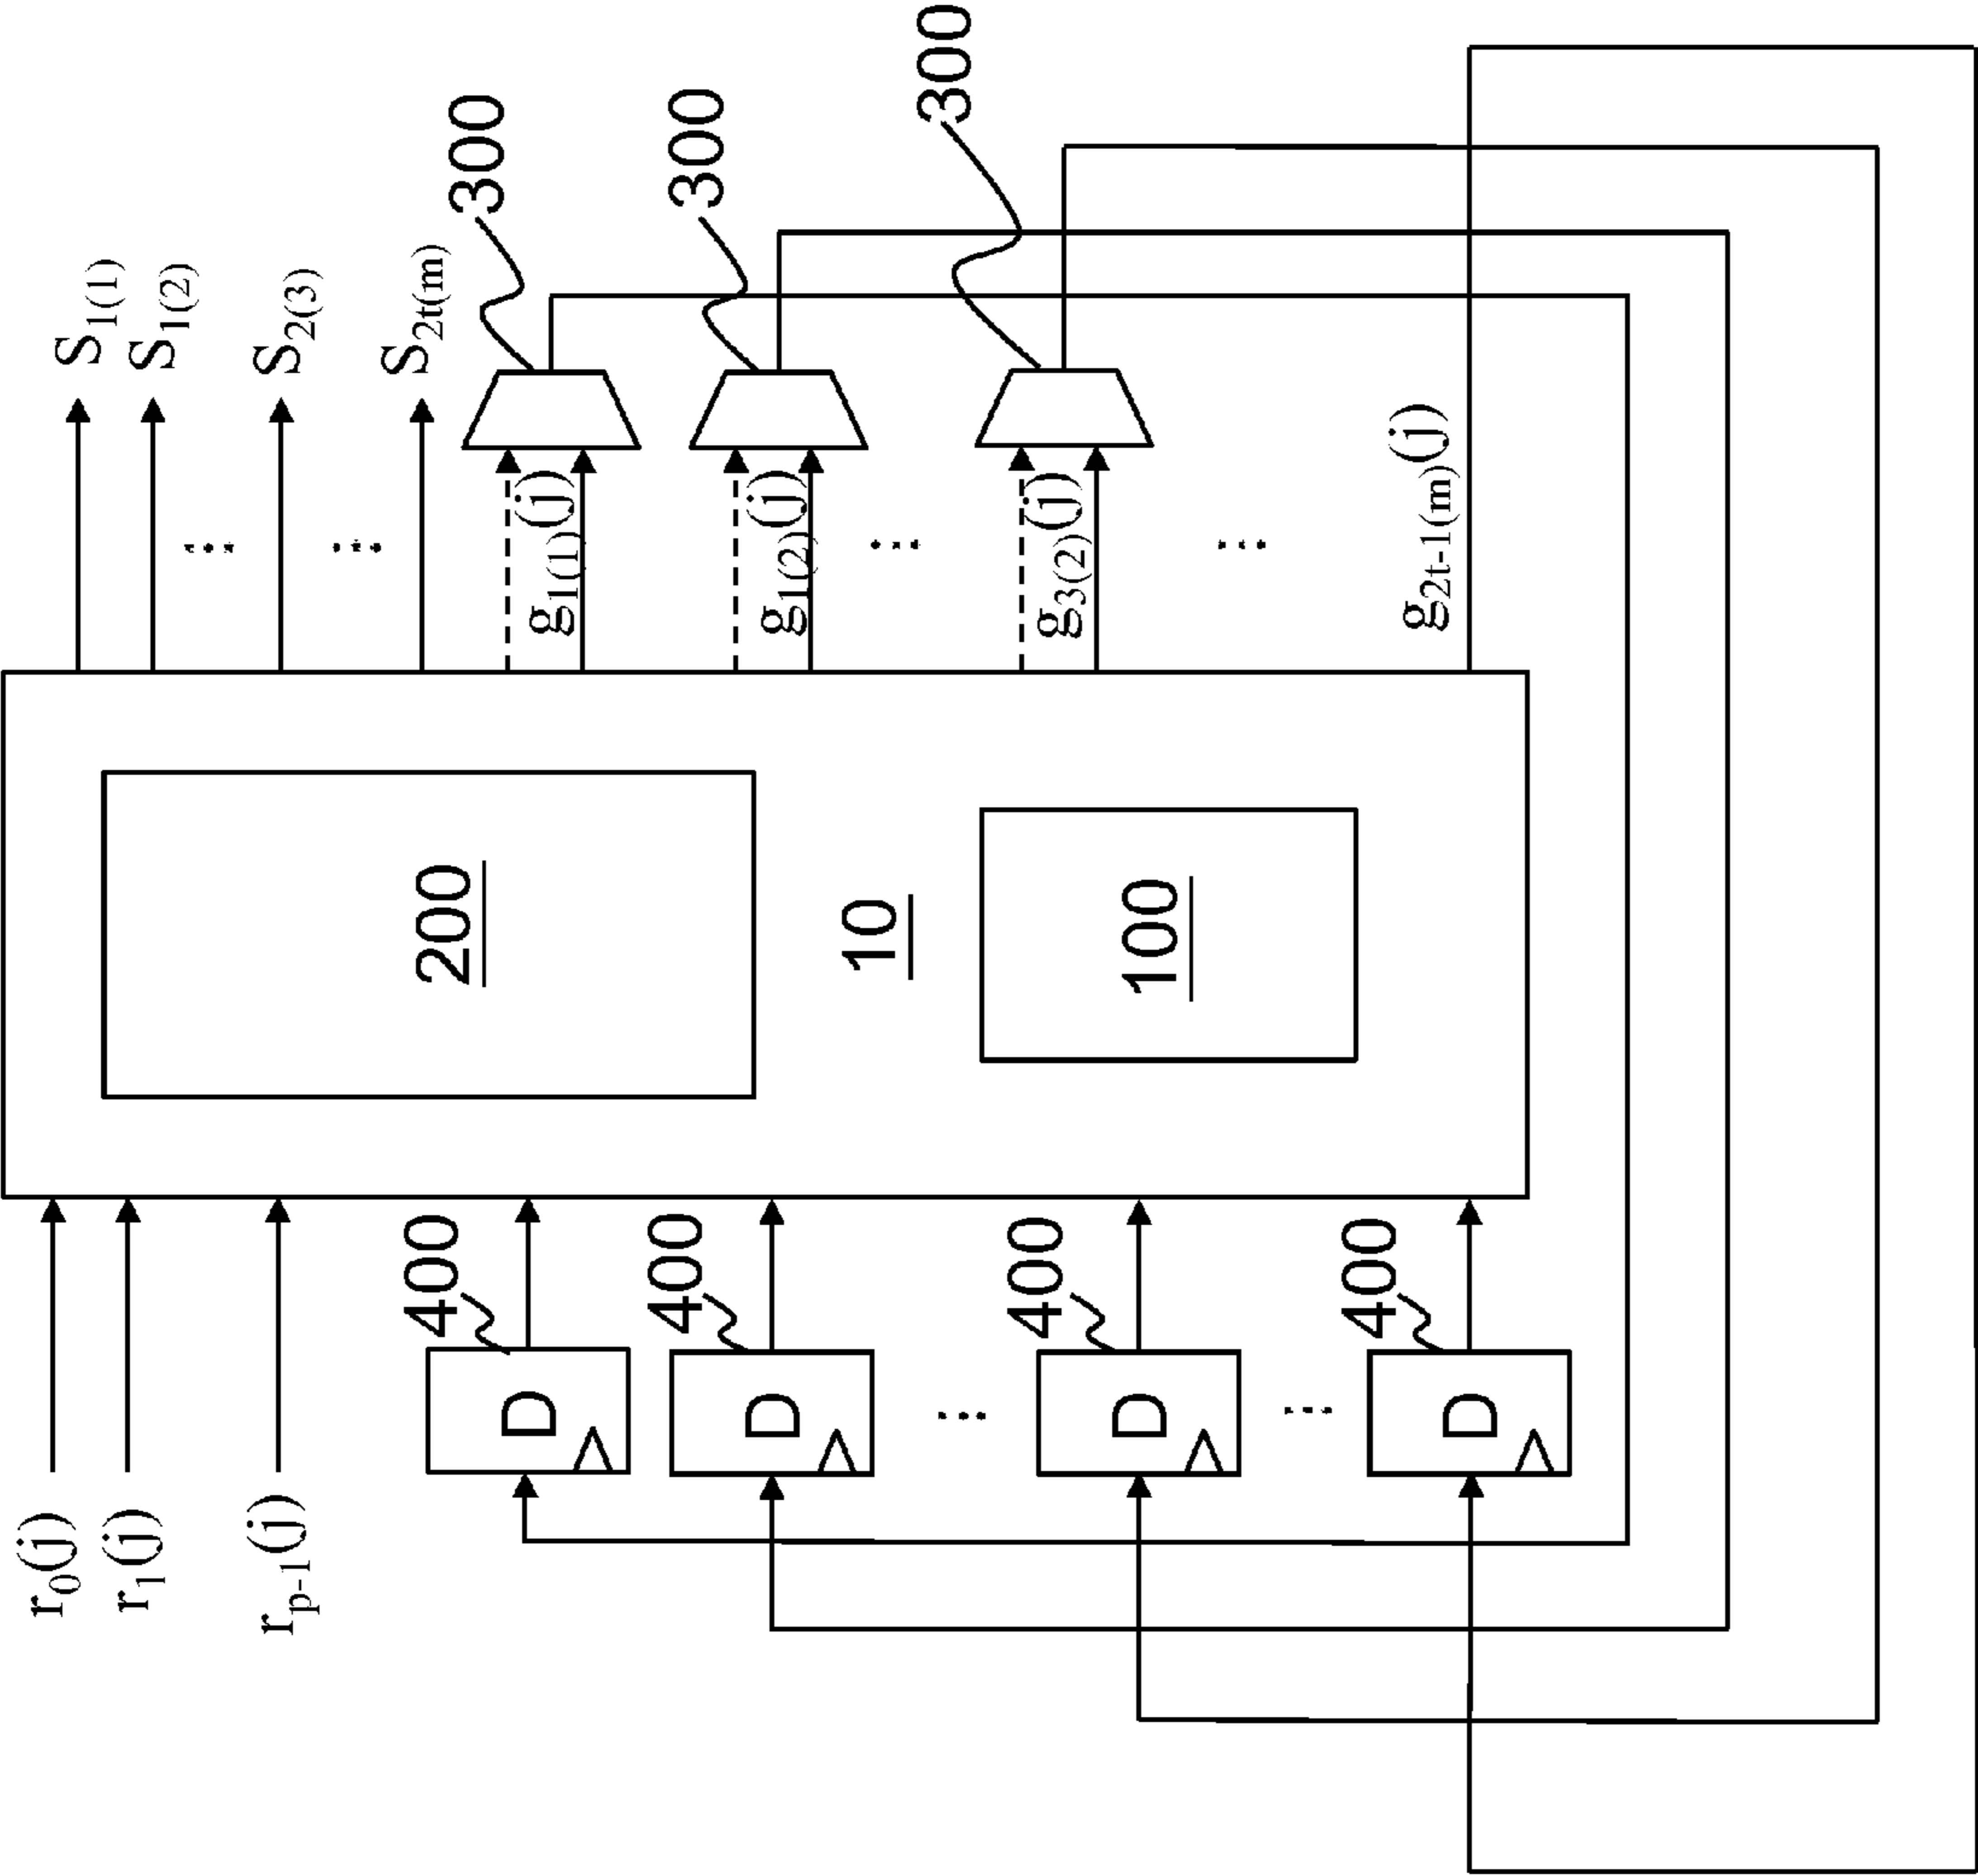 S1(1)
S1(2)
...
S2(3)
...
S2t(m)
300
g1(1)(j)
300
g1(2)(j)
...
300
g3(2)(j)
...
g2t-1(m)(j)
200
10
100
r0(j)
r1(j)
rp-1(j)
400
D
400
D
...
400
D
...
400
D